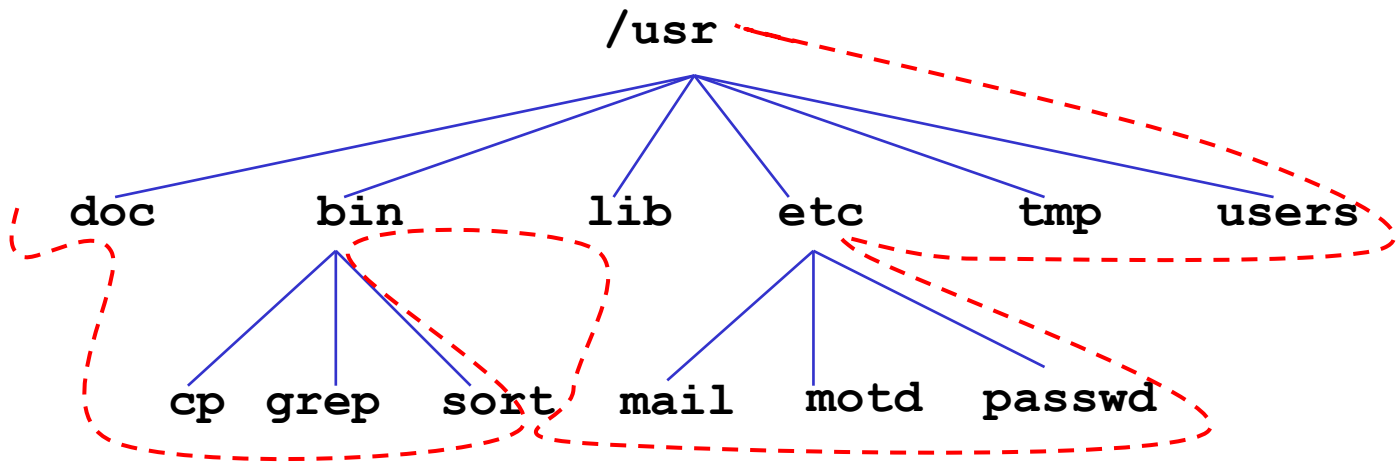 /usr
doc bin lib etc tmp users
cp grep sort mail motd passwd